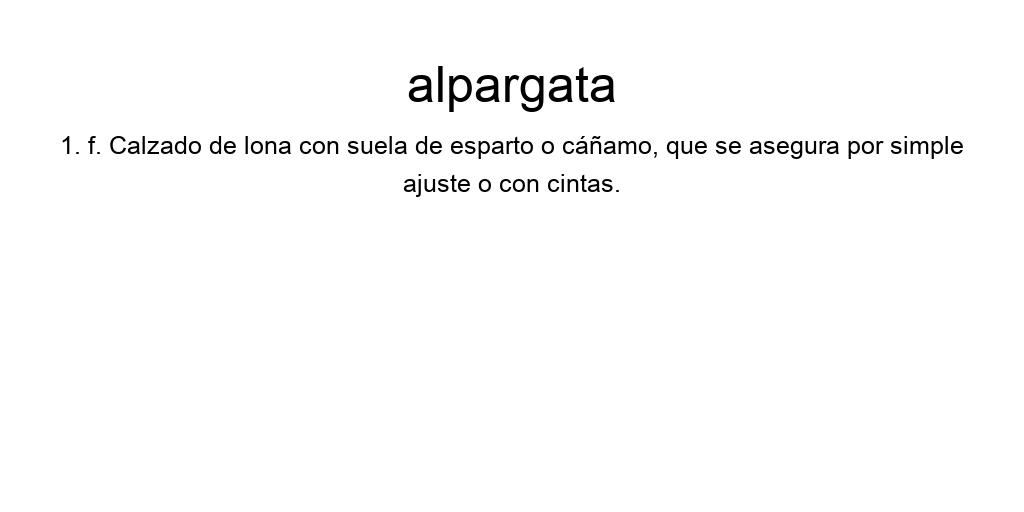 alpargata
1. f. Calzado de lona con suela de esparto o cáñamo, que se asegura por simple
ajuste o con cintas.